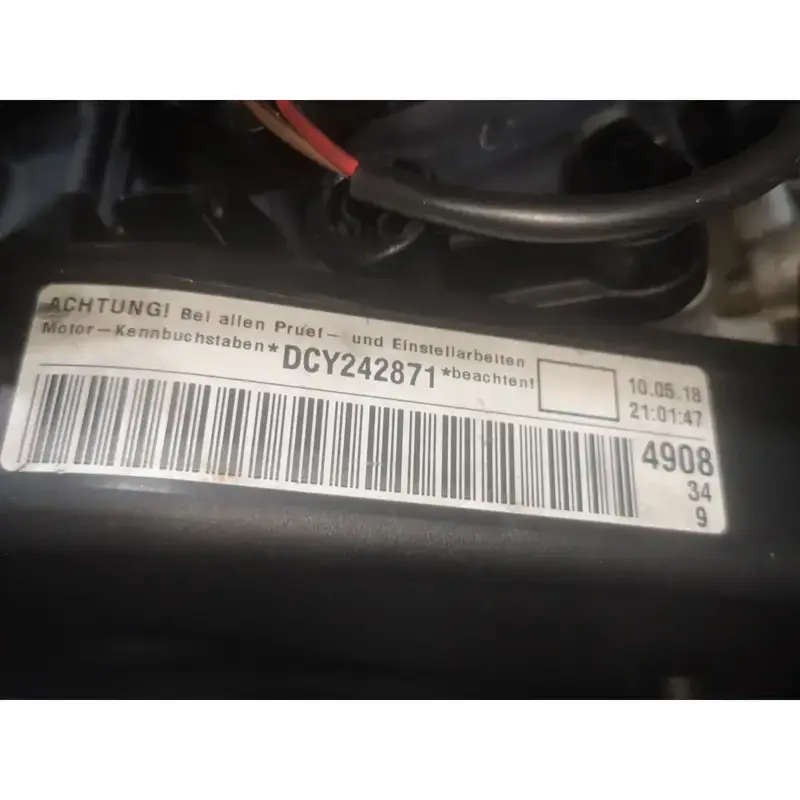 ACHTUNG! Bei allen Pruef- und Einstellarbeiten
Motor-Kennbuchstaben*DCY242871*beachten!
10.05.18
21:01:47
4908
34
9